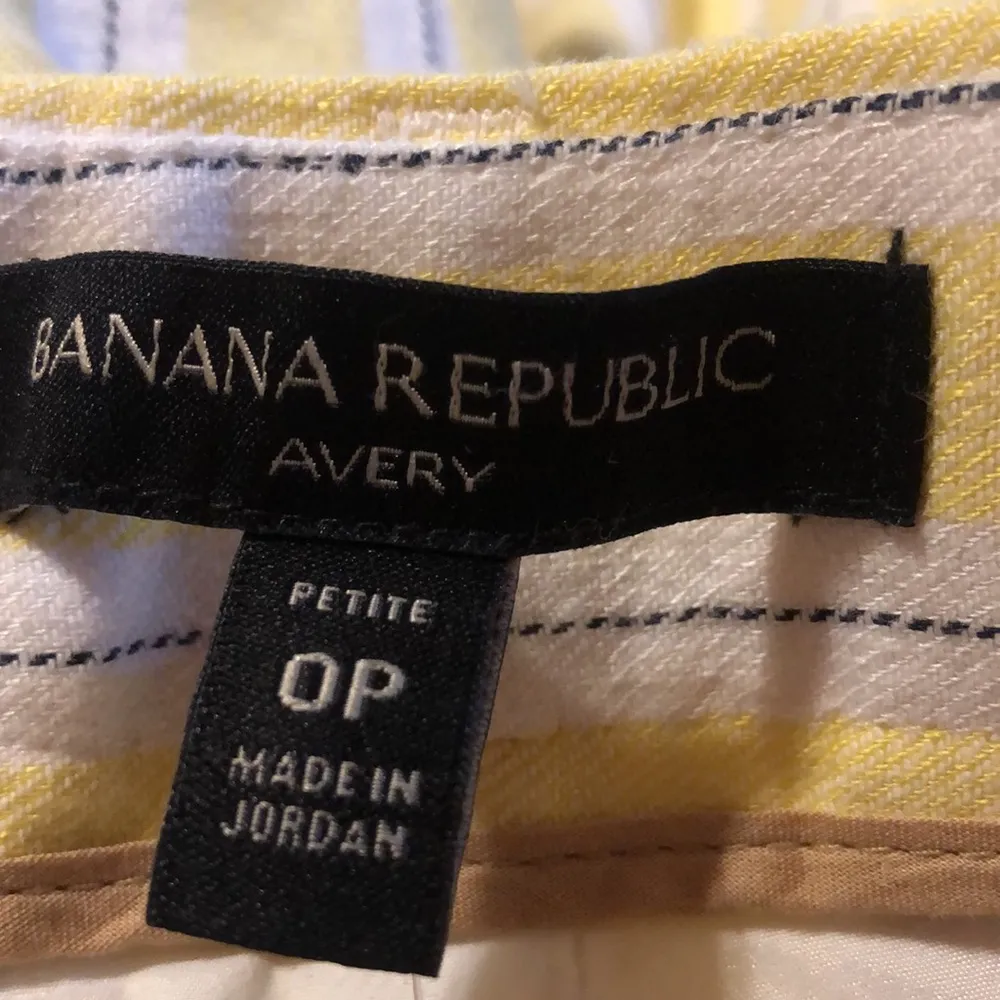 BANANA REPUBLIC
AVERY
PETITE
0P
MADE IN
JORDAN